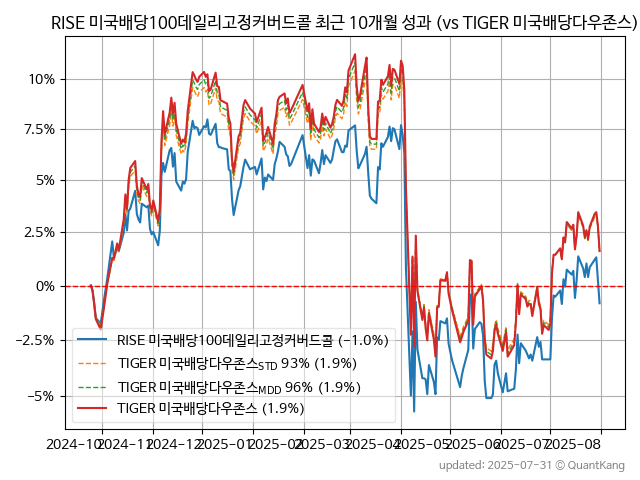 RISE 미국배당100데일리고정커버드콜 최근 10개월 성과 (vs TIGER 미국배당다우존스)
10%
7.5%
5%
2.5%
0%
−2.5%
−5%
RISE 미국배당100데일리고정커버드콜 (−1.0%)
TIGER 미국배당다우존스STD 93% (1.9%)
TIGER 미국배당다우존스MDD 96% (1.9%)
TIGER 미국배당다우존스 (1.9%)
2024-10 2024-11 2024-12 2025-01 2025-02 2025-03 2025-04 2025-05 2025-06 2025-07 2025-08
updated: 2025-07-31 © QuantKang